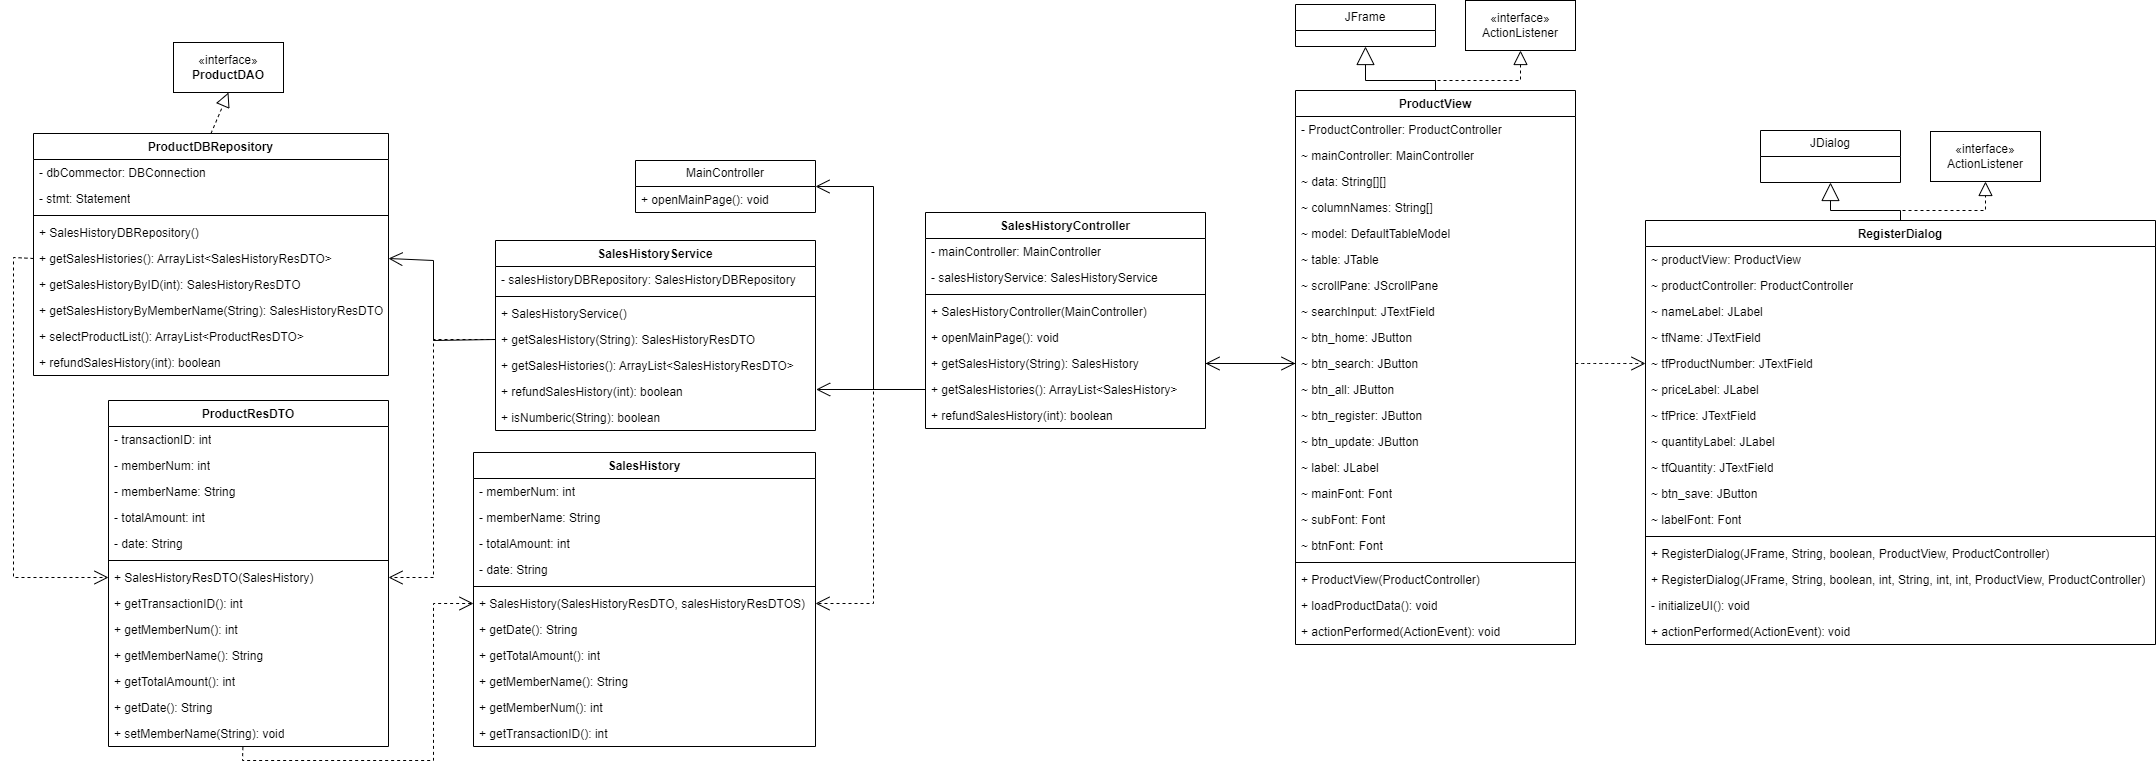 «interface»
ProductDAO
ProductDBRepository
- dbCommector: DBConnection
- stmt: Statement
+ SalesHistoryDBRepository()
+ getSalesHistories(): ArrayList<SalesHistoryResDTO>
+ getSalesHistoryByID(int): SalesHistoryResDTO
+ getSalesHistoryByMemberName(String): SalesHistoryResDTO
+ selectProductList(): ArrayList<ProductResDTO>
+ refundSalesHistory(int): boolean
ProductResDTO
- transactionID: int
- memberNum: int
- memberName: String
- totalAmount: int
- date: String
+ SalesHistoryResDTO(SalesHistory)
+ getTransactionID(): int
+ getMemberNum(): int
+ getMemberName(): String
+ getTotalAmount(): int
+ getDate(): String
+ setMemberName(String): void
MainController
+ openMainPage(): void
SalesHistoryService
- salesHistoryDBRepository: SalesHistoryDBRepository
+ SalesHistoryService()
+ getSalesHistory(String): SalesHistoryResDTO
+ getSalesHistories(): ArrayList<SalesHistoryResDTO>
+ refundSalesHistory(int): boolean
+ isNumberic(String): boolean
SalesHistory
- memberNum: int
- memberName: String
- totalAmount: int
- date: String
+ SalesHistory(SalesHistoryResDTO, salesHistoryResDTOS)
+ getDate(): String
+ getTotalAmount(): int
+ getMemberName(): String
+ getMemberNum(): int
+ getTransactionID(): int
SalesHistoryController
- mainController: MainController
- salesHistoryService: SalesHistoryService
+ SalesHistoryController(MainController)
+ openMainPage(): void
+ getSalesHistory(String): SalesHistory
+ getSalesHistories(): ArrayList<SalesHistory>
+ refundSalesHistory(int): boolean
JFrame
«interface»
ActionListener
ProductView
- ProductController: ProductController
~ mainController: MainController
~ data: String[][]
~ columnNames: String[]
~ model: DefaultTableModel
~ table: JTable
~ scrollPane: JScrollPane
~ searchInput: JTextField
~ btn_home: JButton
~ btn_search: JButton
~ btn_all: JButton
~ btn_register: JButton
~ btn_update: JButton
~ label: JLabel
~ mainFont: Font
~ subFont: Font
~ btnFont: Font
+ ProductView(ProductController)
+ loadProductData(): void
+ actionPerformed(ActionEvent): void
JDialog
«interface»
ActionListener
RegisterDialog
~ productView: ProductView
~ productController: ProductController
~ nameLabel: JLabel
~ tfName: JTextField
~ tfProductNumber: JTextField
~ priceLabel: JLabel
~ tfPrice: JTextField
~ quantityLabel: JLabel
~ tfQuantity: JTextField
~ btn_save: JButton
~ labelFont: Font
+ RegisterDialog(JFrame, String, boolean, ProductView, ProductController)
+ RegisterDialog(JFrame, String, boolean, int, String, int, int, ProductView, ProductController)
- initializeUI(): void
+ actionPerformed(ActionEvent): void